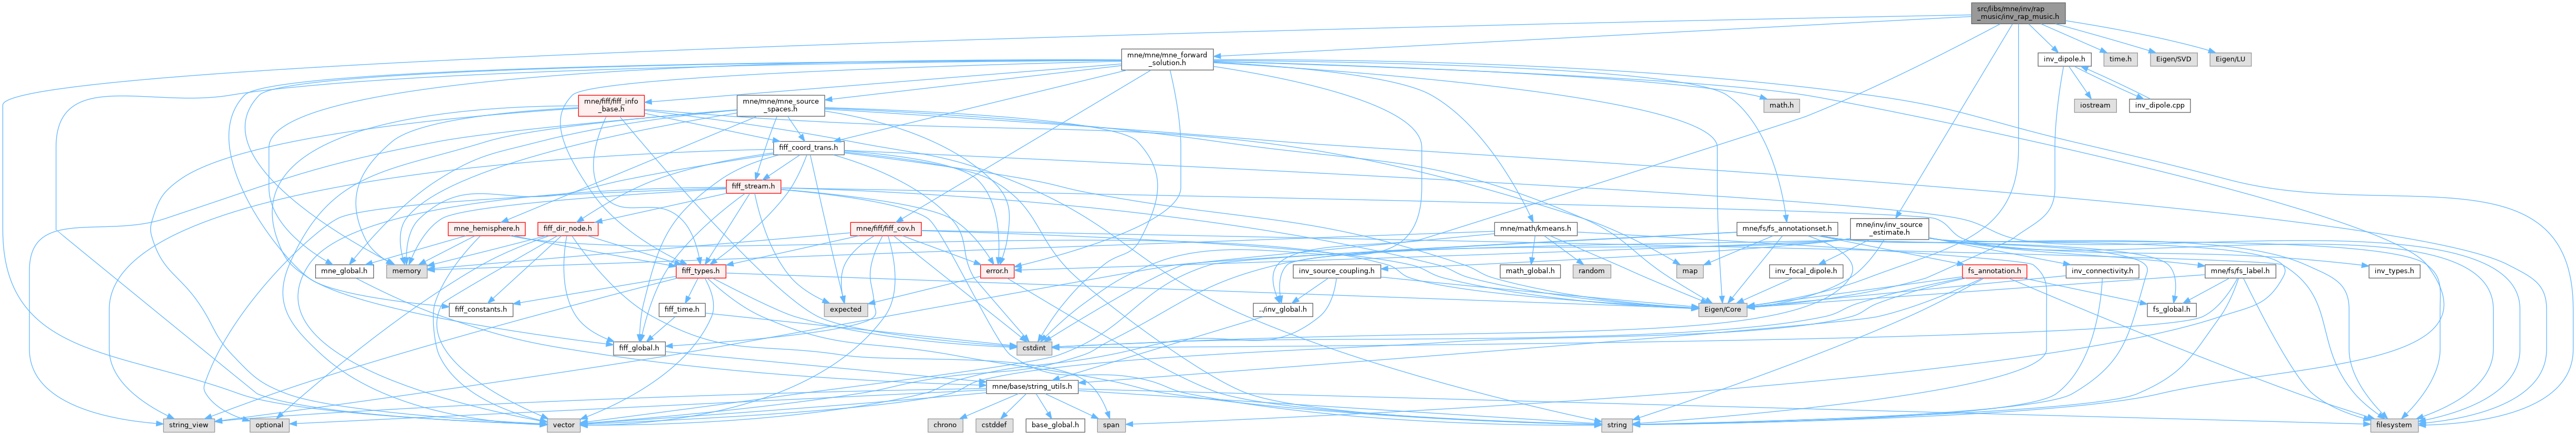 src/libs/mne/inv/rap
_music/inv_rap_music.h
mne/mne/mne_forward
_solution.h
inv_dipole.h
time.h
Eigen/SVD
Eigen/LU
mne/fiff/fiff_info
_base.h
mne/mne/mne_source
_spaces.h
math.h
iostream
inv_dipole.cpp
fiff_coord_trans.h
fiff_stream.h
mne_hemisphere.h
fiff_dir_node.h
mne/fiff/fiff_cov.h
mne/math/kmeans.h
mne/fs/fs_annotationset.h
mne/inv/inv_source
_estimate.h
mne_global.h
memory
fiff_types.h
error.h
math_global.h
random
inv_source_coupling.h
map
inv_focal_dipole.h
fs_annotation.h
inv_connectivity.h
mne/fs/fs_label.h
inv_types.h
fiff_constants.h
fiff_time.h
expected
../inv_global.h
Eigen/Core
fs_global.h
fiff_global.h
cstdint
mne/base/string_utils.h
string_view
optional
vector
chrono
cstddef
base_global.h
span
string
filesystem